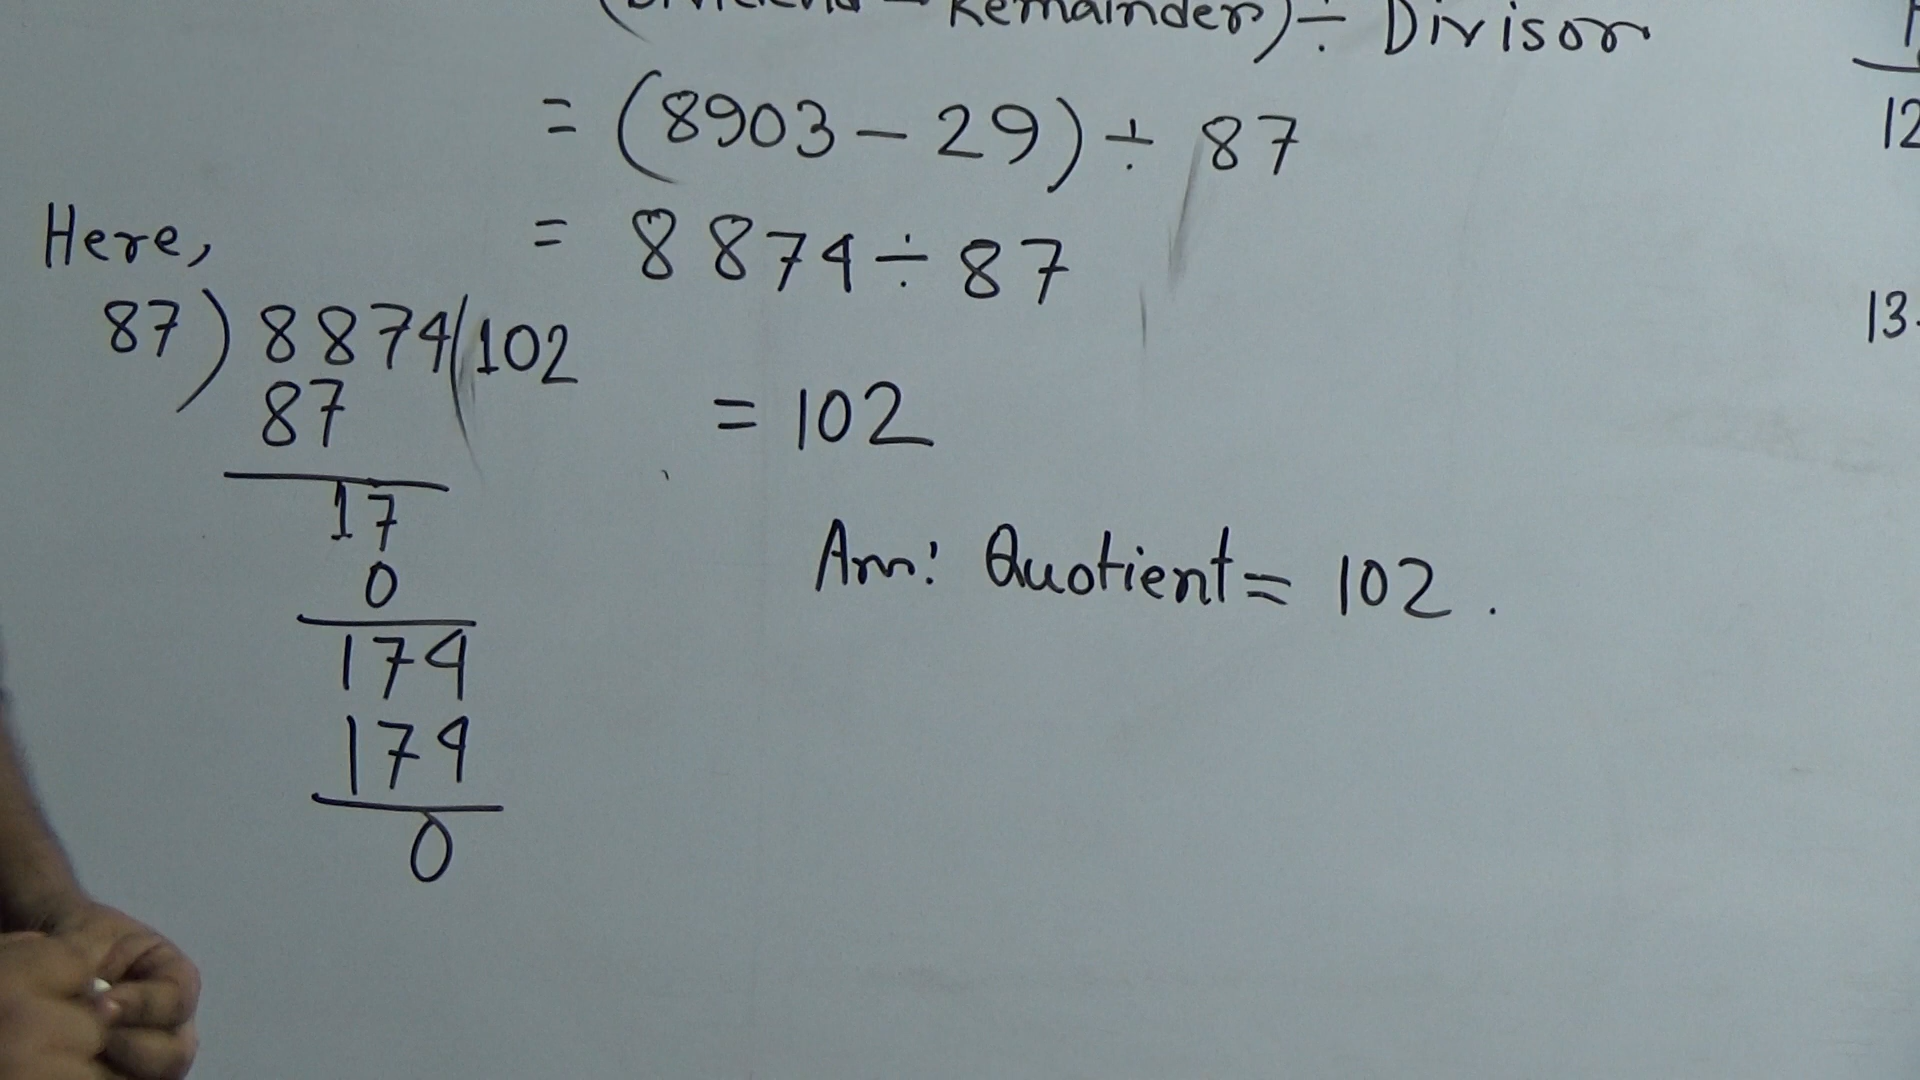 (Dividend - Remainder) ÷ Divisor
= (8903 - 29) ÷ 87
= 8874 ÷ 87
Here,
87) 8874 (102
87
17
0
174
174
0
= 102
Ans: Quotient = 102.
12
13.